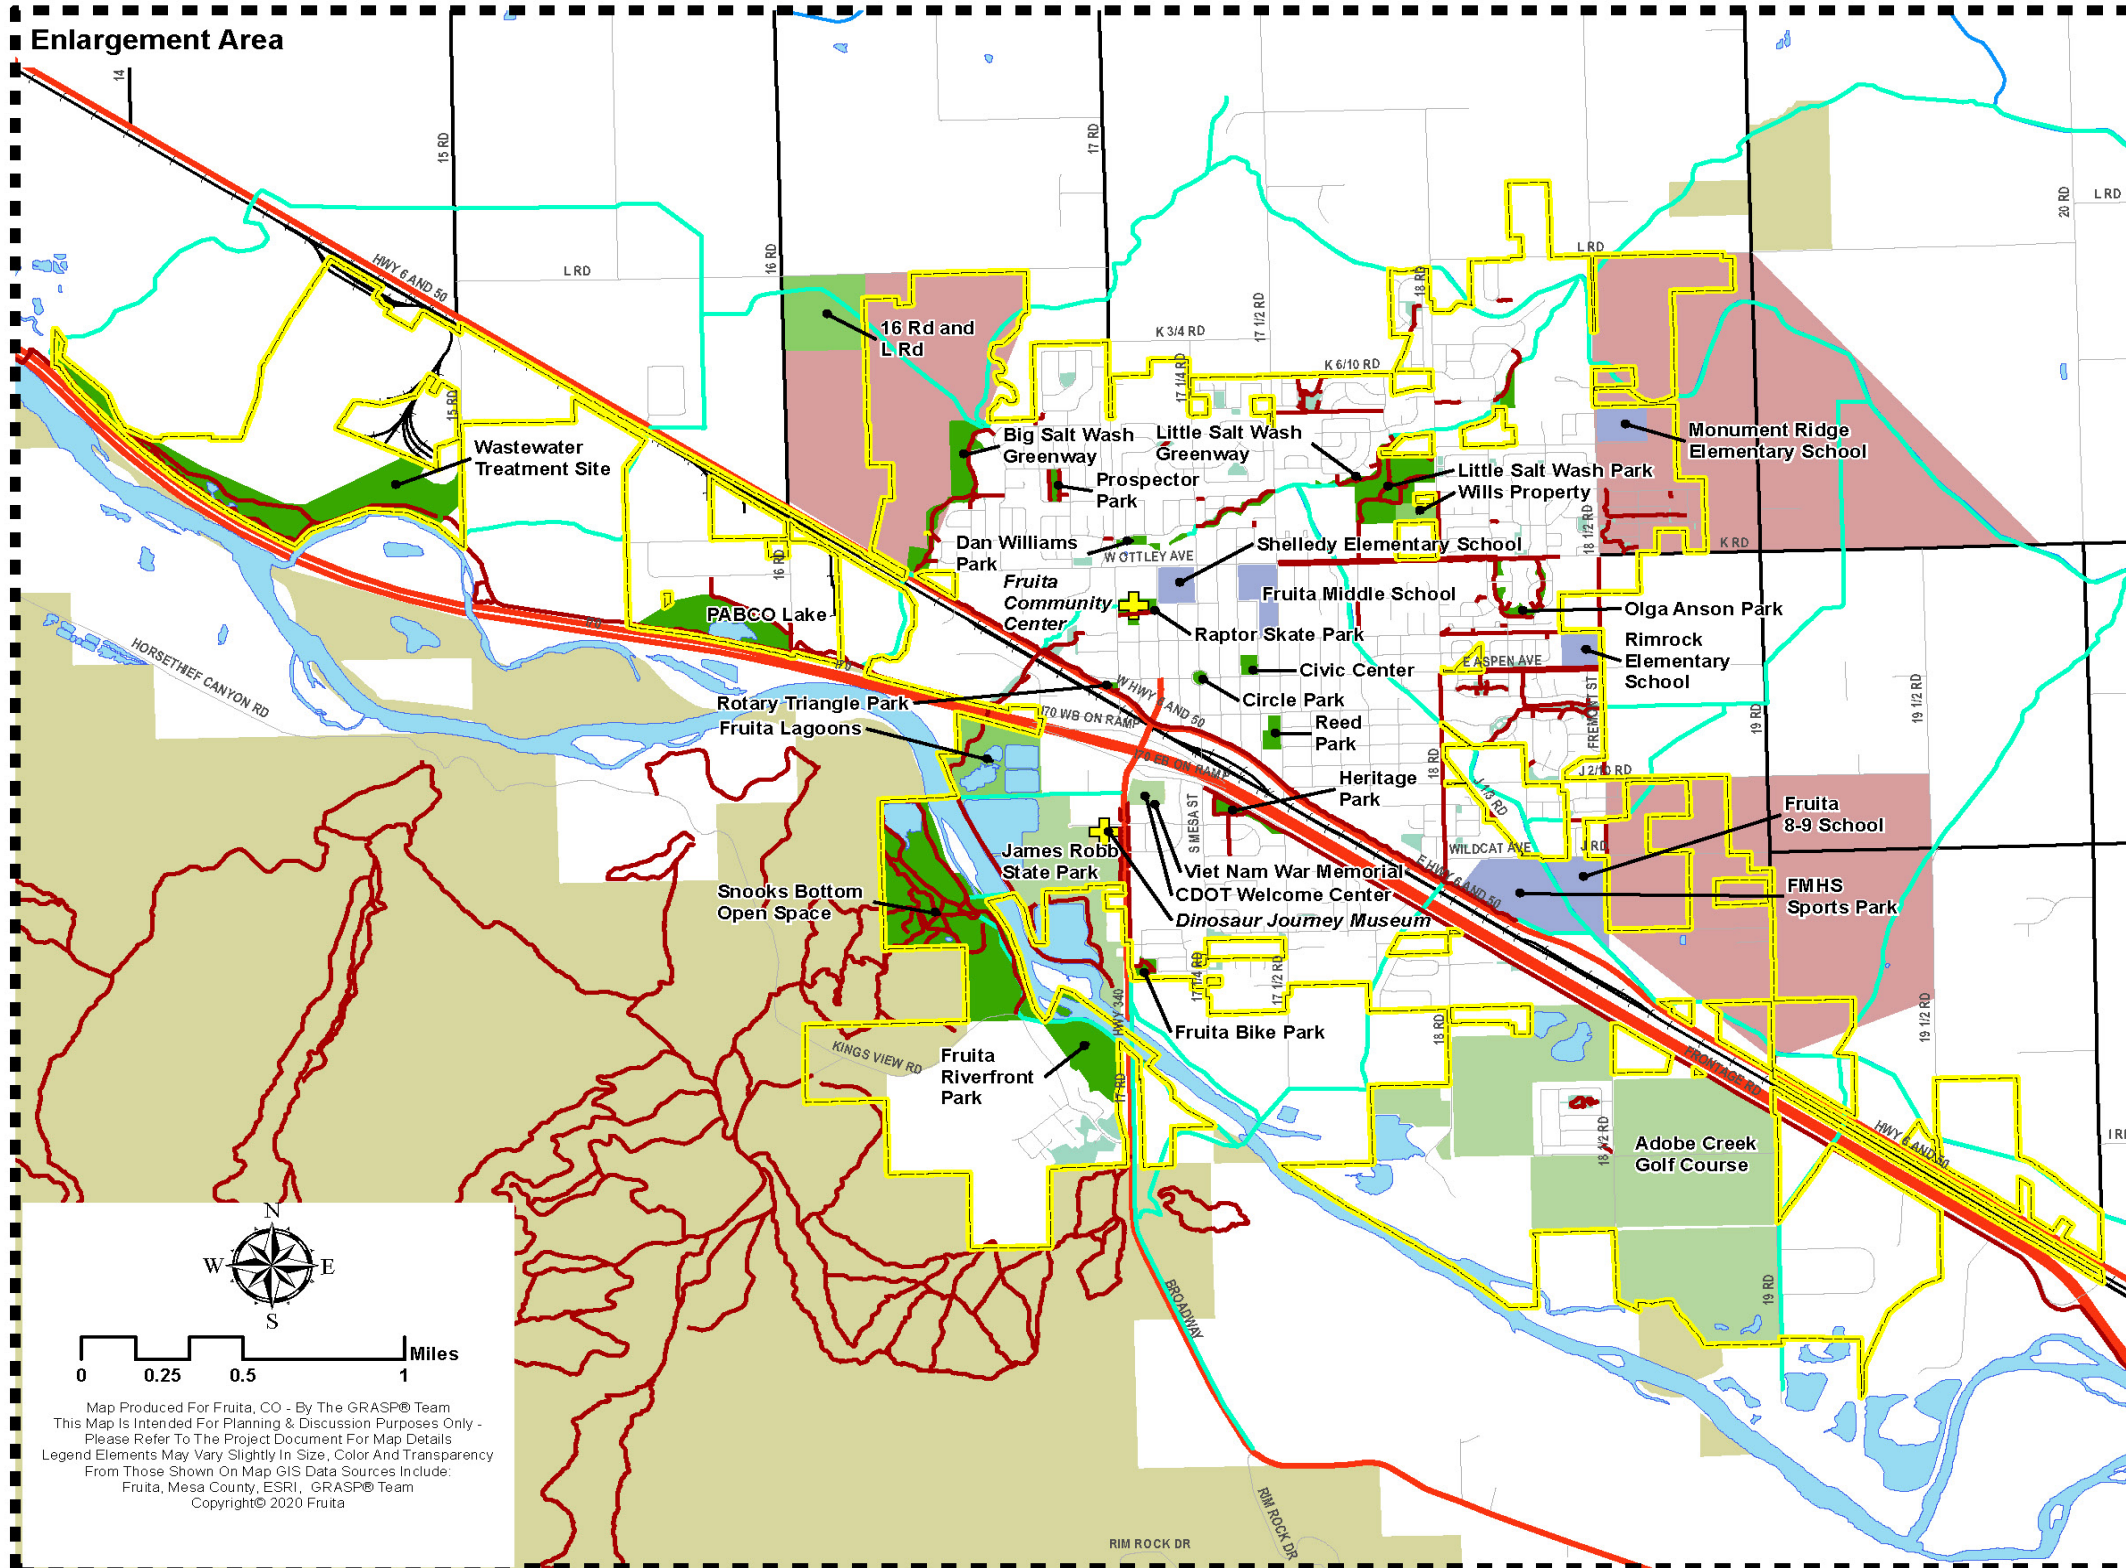 Enlargement Area
14
15 RD
17 RD
20 RD
L RD
16 RD
L RD
HWY 6 AND 50
L RD
18 RD
17 1/2 RD
K 3/4 RD
17 1/4 RD
K 6/10 RD
16 Rd and
L Rd
15 RD
Wastewater
Treatment Site
Big Salt Wash
Greenway
Little Salt Wash
Greenway
Prospector
Park
Little Salt Wash Park
Wills Property
Monument Ridge
Elementary School
18 1/2 RD
K RD
Dan Williams
Park
W OTTLEY AVE
Shelledy Elementary School
16 RD
Fruita
Community
Center
Fruita Middle School
Olga Anson Park
PABCO Lake
Raptor Skate Park
Rimrock
Elementary
School
E ASPEN AVE
Civic Center
Circle Park
I70
HORSETHIEF CANYON RD
Rotary Triangle Park
W HWY 6 AND 50
I70 WB ON RAMP
Fruita Lagoons
Reed
Park
FREMONT ST
19 RD
19 1/2 RD
I70 EB ON RAMP
18 RD
J 2/10 RD
Heritage
Park
J 1/3 RD
S MESA ST
Fruita
8-9 School
James Robb
State Park
WILDCAT AVE
J RD
Viet Nam War Memorial
CDOT Welcome Center
Dinosaur Journey Museum
E HWY 6 AND 50
FMHS
Sports Park
Snooks Bottom
Open Space
17 1/4 RD
17 1/2 RD
HWY 340
Fruita Bike Park
18 RD
19 1/2 RD
KINGS VIEW RD
Fruita
Riverfront
Park
17 RD
FRONTAGE RD
18 1/2 RD
Adobe Creek
Golf Course
HWY 6 AND 50
I RD
19 RD
BROADWAY
RIM ROCK DR
RIM ROCK DR
N
W
E
S
Miles
0
0.25
0.5
1
Map Produced For Fruita, CO - By The GRASP® Team
This Map Is Intended For Planning & Discussion Purposes Only -
Please Refer To The Project Document For Map Details
Legend Elements May Vary Slightly In Size, Color And Transparency
From Those Shown On Map GIS Data Sources Include:
Fruita, Mesa County, ESRI, GRASP® Team
Copyright© 2020 Fruita